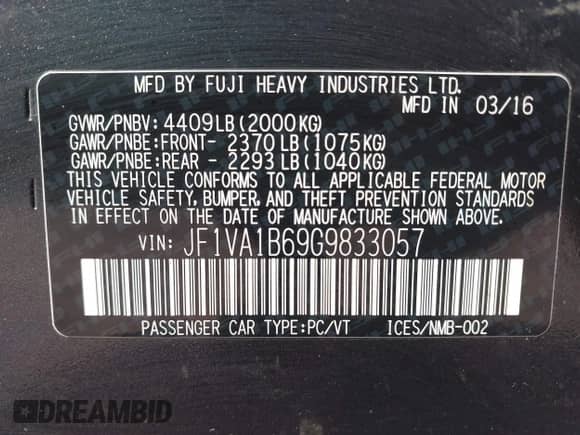 MFD BY FUJI HEAVY INDUSTRIES LTD.
MFD IN 03/16
GVWR/PNBV: 4409LB(2000KG)
GAWR/PNBE:FRONT- 2370LB(1075KG)
GAWR/PNBE:REAR - 2293LB(1040KG)
THIS VEHICLE CONFORMS TO ALL APPLICABLE FEDERAL MOTOR
VEHICLE SAFETY, BUMPER, AND THEFT PREVENTION STANDARDS
IN EFFECT ON THE DATE OF MANUFACTURE SHOWN ABOVE.
VIN: JF1VA1B69G9833057
PASSENGER CAR TYPE:PC/VT ICES/NMB-002
DREAMBID